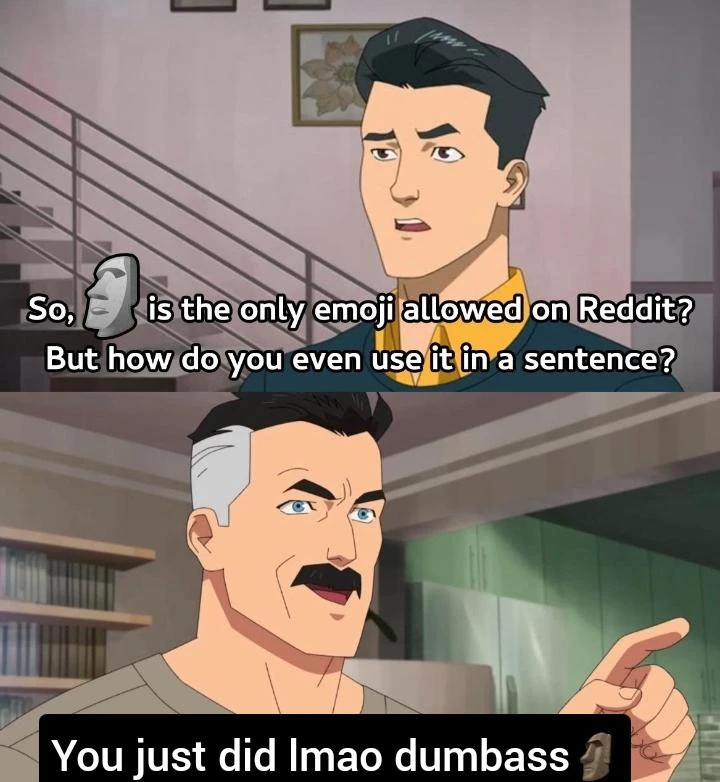 So, 🗿 is the only emoji allowed on Reddit?
But how do you even use it in a sentence?
You just did lmao dumbass 🗿